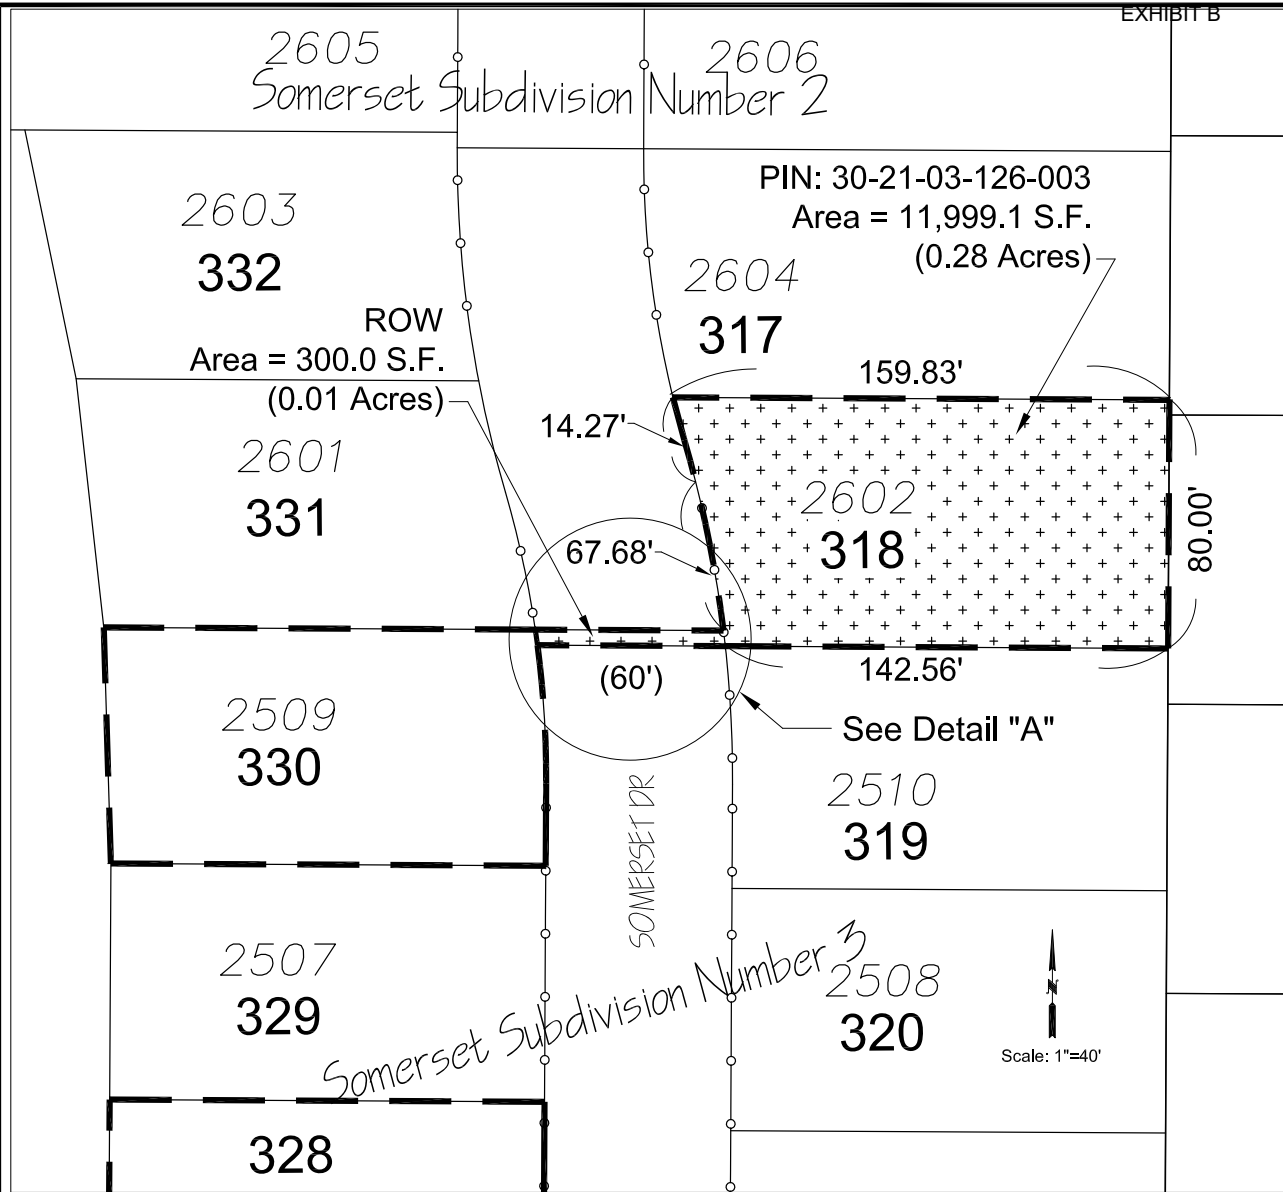 EXHIBIT B
2605
2606
Somerset Subdivision Number 2
PIN: 30-21-03-126-003
Area = 11,999.1 S.F.
(0.28 Acres)
2603
332
2604
317
ROW
Area = 300.0 S.F.
(0.01 Acres)
159.83'
14.27'
2601
331
2602
318
80.00'
67.68'
(60')
142.56'
2509
330
See Detail "A"
2510
319
SOMERSET DR
2507
329
Somerset Subdivision Number 3
2508
320
N
Scale: 1"=40'
328